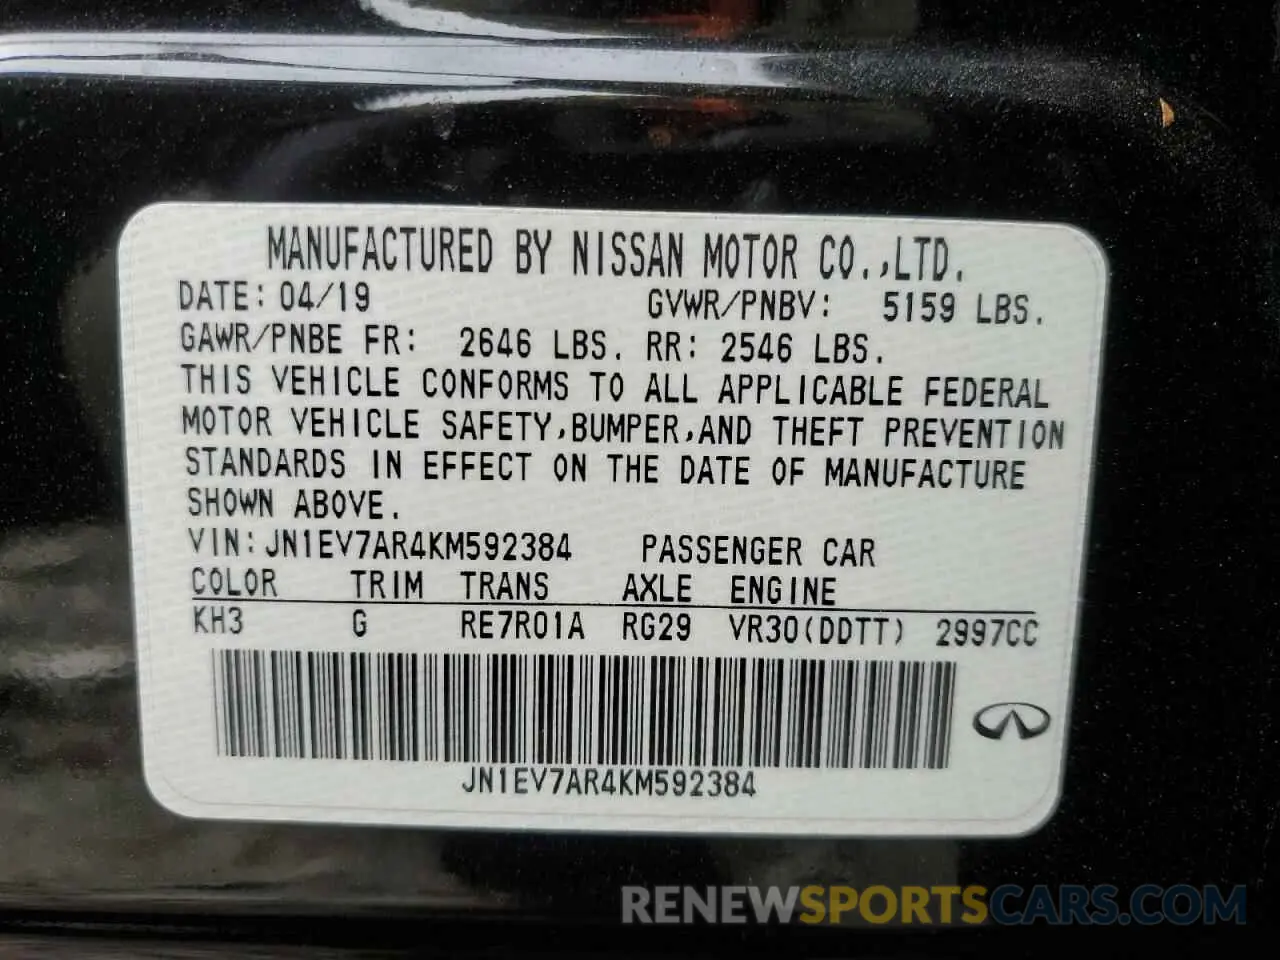 MANUFACTURED BY NISSAN MOTOR CO.,LTD.
DATE: 04/19 GVWR/PNBV: 5159 LBS.
GAWR/PNBE FR: 2646 LBS. RR: 2546 LBS.
THIS VEHICLE CONFORMS TO ALL APPLICABLE FEDERAL
MOTOR VEHICLE SAFETY,BUMPER,AND THEFT PREVENTION
STANDARDS IN EFFECT ON THE DATE OF MANUFACTURE
SHOWN ABOVE.
VIN:JN1EV7AR4KM592384 PASSENGER CAR
COLOR TRIM TRANS AXLE ENGINE
KH3 G RE7R01A RG29 VR30(DDTT) 2997CC
JN1EV7AR4KM592384
RENEWSPORTSCARS.COM